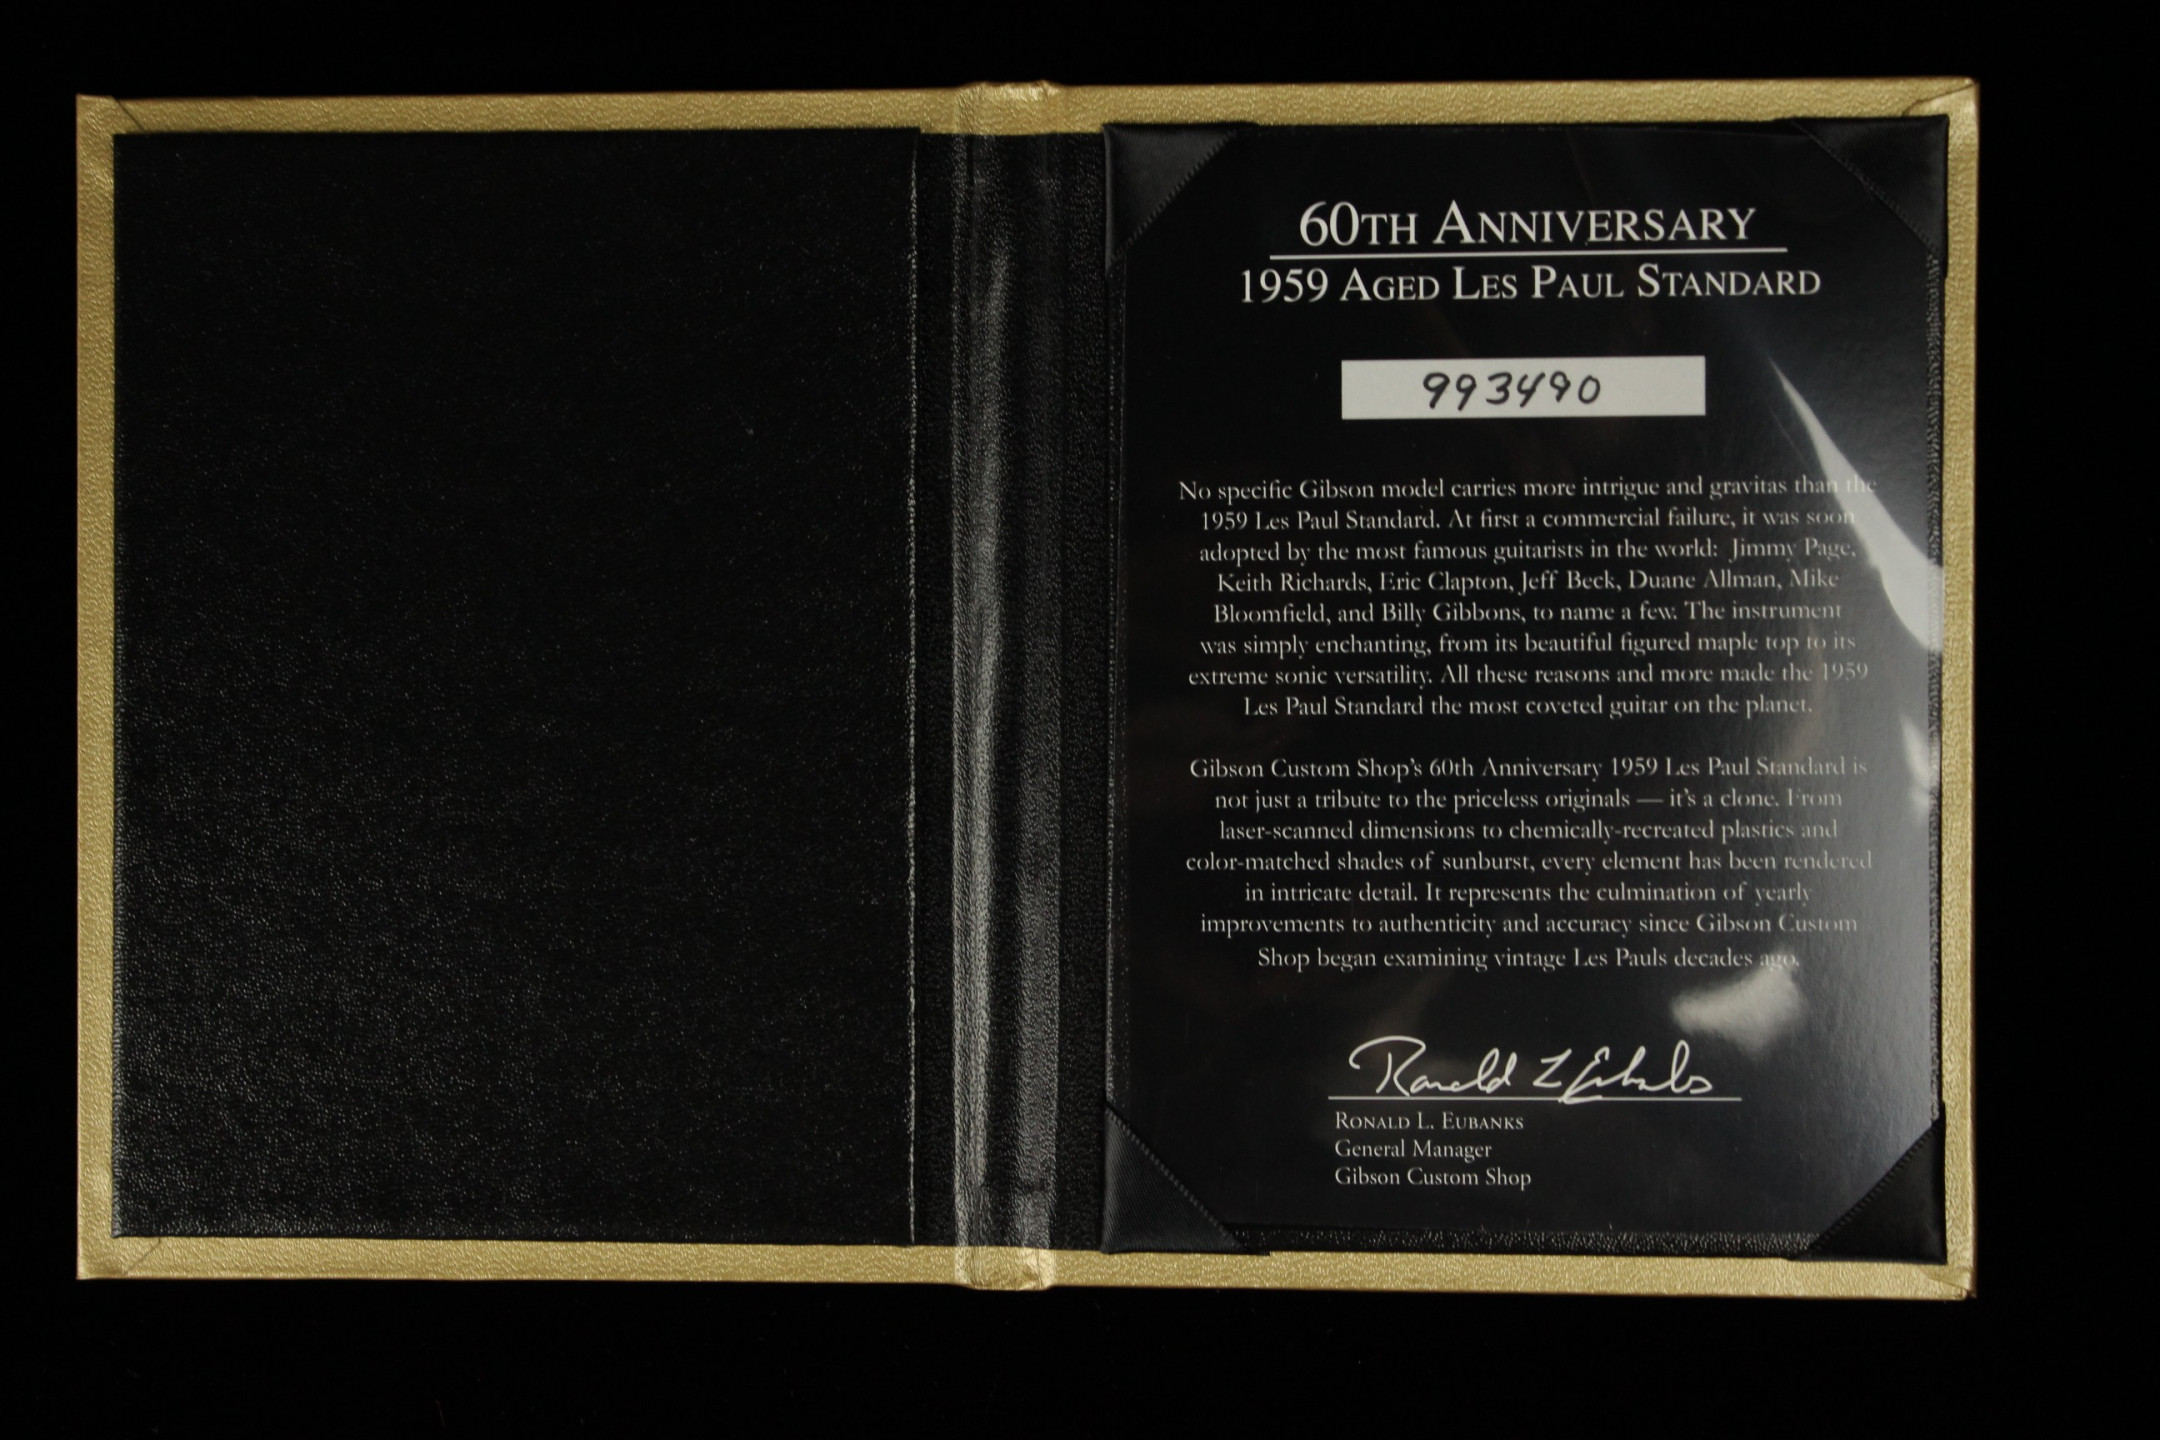 60TH ANNIVERSARY
1959 AGED LES PAUL STANDARD
993490
No specific Gibson model carries more intrigue and gravitas than the
1959 Les Paul Standard. At first a commercial failure, it was soon
adopted by the most famous guitarists in the world: Jimmy Page,
Keith Richards, Eric Clapton, Jeff Beck, Duane Allman, Mike
Bloomfield, and Billy Gibbons, to name a few. The instrument
was simply enchanting, from its beautiful figured maple top to its
extreme sonic versatility. All these reasons and more made the 1959
Les Paul Standard the most coveted guitar on the planet.
Gibson Custom Shop's 60th Anniversary 1959 Les Paul Standard is
not just a tribute to the priceless originals — it's a clone. From
laser-scanned dimensions to chemically-recreated plastics and
color-matched shades of sunburst, every element has been rendered
in intricate detail. It represents the culmination of yearly
improvements to authenticity and accuracy since Gibson Custom
Shop began examining vintage Les Pauls decades ago.
Ronald L Eubanks
RONALD L. EUBANKS
General Manager
Gibson Custom Shop